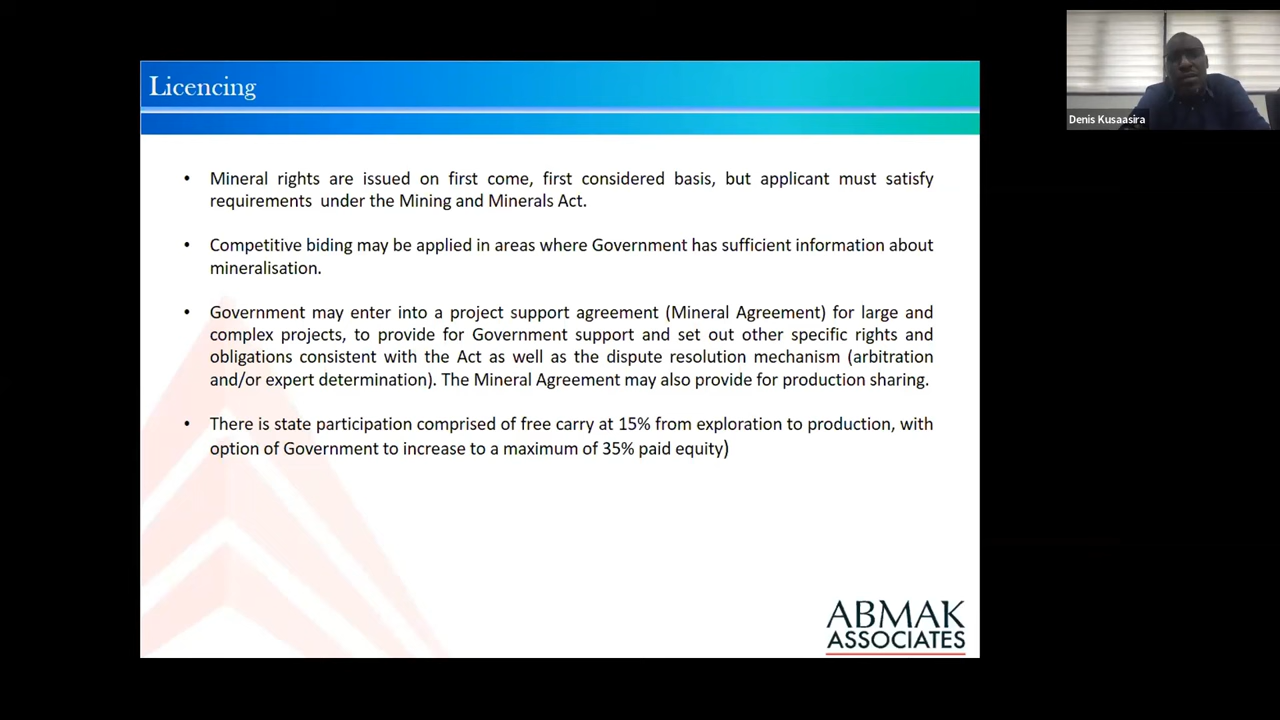 Licencing
• Mineral rights are issued on first come, first considered basis, but applicant must satisfy
requirements under the Mining and Minerals Act.
• Competitive biding may be applied in areas where Government has sufficient information about
mineralisation.
• Government may enter into a project support agreement (Mineral Agreement) for large and
complex projects, to provide for Government support and set out other specific rights and
obligations consistent with the Act as well as the dispute resolution mechanism (arbitration
and/or expert determination). The Mineral Agreement may also provide for production sharing.
• There is state participation comprised of free carry at 15% from exploration to production, with
option of Government to increase to a maximum of 35% paid equity)
ABMAK
ASSOCIATES
Denis Kusaasira